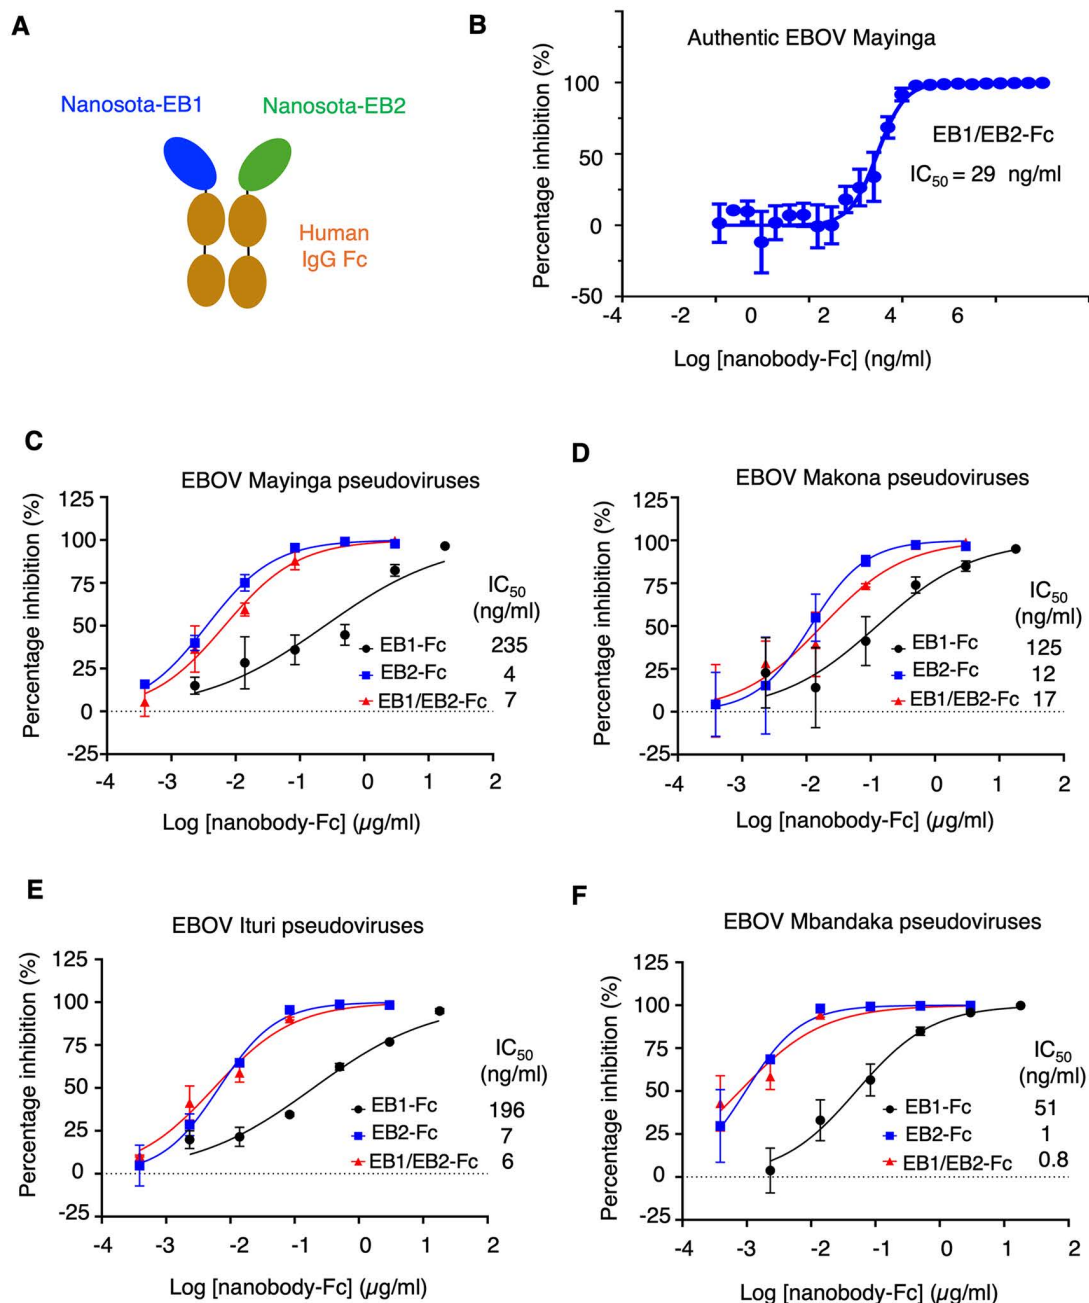 A
Nanosota-EB1
Nanosota-EB2
Human
IgG Fc
B
Authentic EBOV Mayinga
Percentage inhibition (%)
100
50
0
-50
EB1/EB2-Fc
IC50 = 29 ng/ml
-4 -2 0 2 4 6
Log [nanobody-Fc] (ng/ml)
C
EBOV Mayinga pseudoviruses
Percentage inhibition (%)
125
100
75
50
25
0
-25
IC50
(ng/ml)
EB1-Fc 235
EB2-Fc 4
EB1/EB2-Fc 7
-4 -3 -2 -1 0 1 2
Log [nanobody-Fc] (µg/ml)
D
EBOV Makona pseudoviruses
Percentage inhibition (%)
125
100
75
50
25
0
-25
IC50
(ng/ml)
EB1-Fc 125
EB2-Fc 12
EB1/EB2-Fc 17
-4 -3 -2 -1 0 1 2
Log [nanobody-Fc] (µg/ml)
E
EBOV Ituri pseudoviruses
Percentage inhibition (%)
125
100
75
50
25
0
-25
IC50
(ng/ml)
EB1-Fc 196
EB2-Fc 7
EB1/EB2-Fc 6
-4 -3 -2 -1 0 1 2
Log [nanobody-Fc] (µg/ml)
F
EBOV Mbandaka pseudoviruses
Percentage inhibition (%)
125
100
75
50
25
0
-25
IC50
(ng/ml)
EB1-Fc 51
EB2-Fc 1
EB1/EB2-Fc 0.8
-4 -3 -2 -1 0 1 2
Log [nanobody-Fc] (µg/ml)